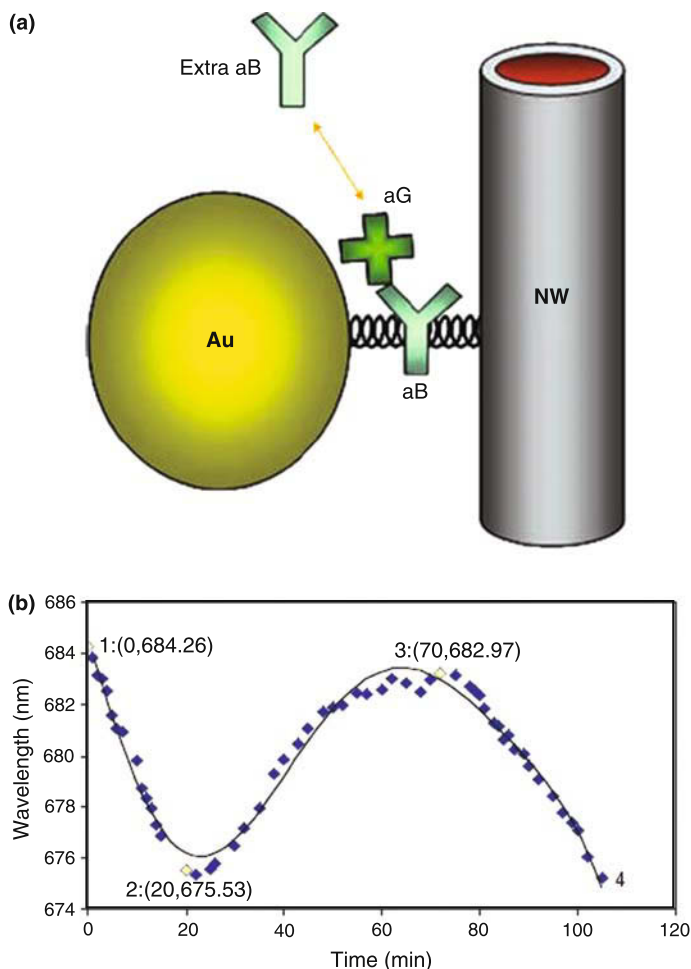 (a)
Extra aB
aG
NW
Au
aB
(b)
686
684
682
680
678
676
674
Wavelength (nm)
1:(0,684.26)
3:(70,682.97)
2:(20,675.53)
4
0
20
40
60
80
100
120
Time (min)